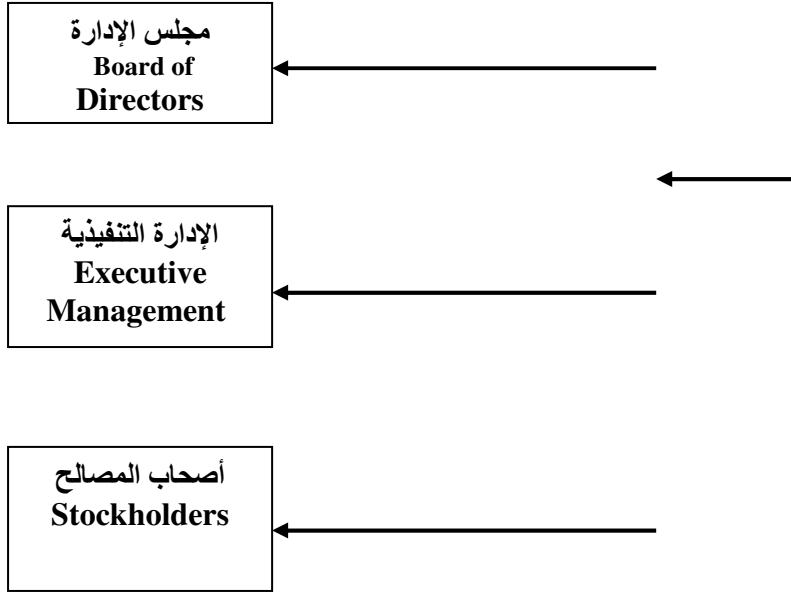 مجلس الإدارة
Board of
Directors
الإدارة التنفيذية
Executive
Management
أصحاب المصالح
Stockholders